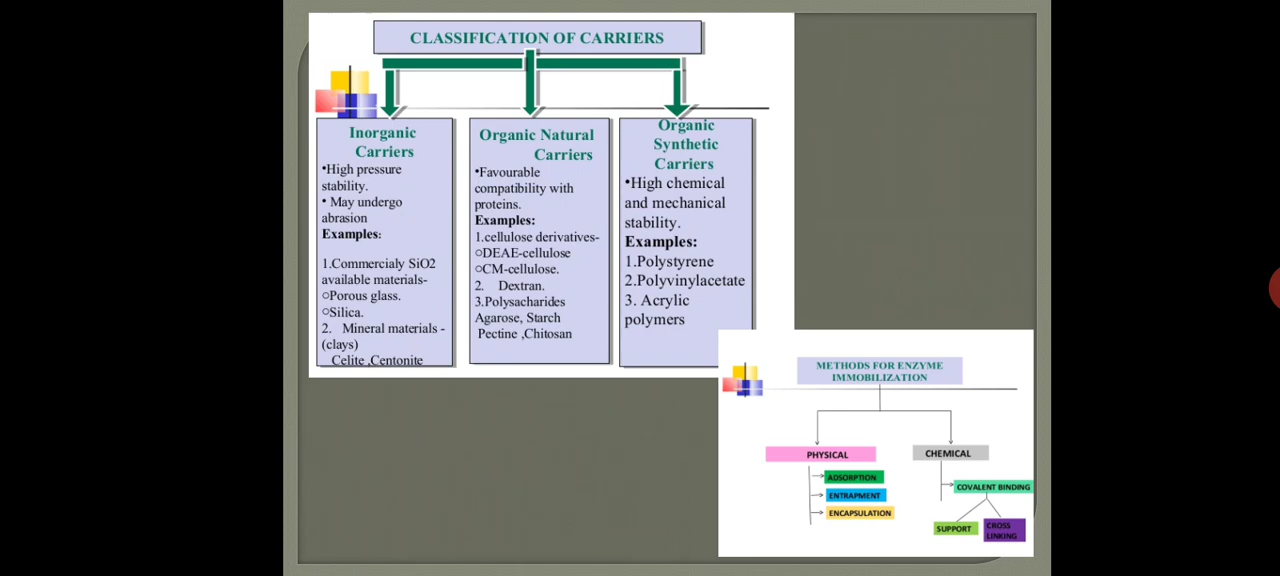 CLASSIFICATION OF CARRIERS
Inorganic
Carriers
•High pressure
stability.
• May undergo
abrasion
Examples:
1.Commercialy SiO2
available materials-
○Porous glass.
○Silica.
2. Mineral materials -
(clays)
Celite ,Centonite
Organic Natural
Carriers
•Favourable
compatibility with
proteins.
Examples:
1.cellulose derivatives-
○DEAE-cellulose
○CM-cellulose.
2. Dextran.
3.Polysacharides
Agarose, Starch
Pectine ,Chitosan
Organic
Synthetic
Carriers
•High chemical
and mechanical
stability.
Examples:
1.Polystyrene
2.Polyvinylacetate
3. Acrylic
polymers
METHODS FOR ENZYME
IMMOBILIZATION
PHYSICAL
ADSORPTION
ENTRAPMENT
ENCAPSULATION
CHEMICAL
COVALENT BINDING
SUPPORT
CROSS
LINKING